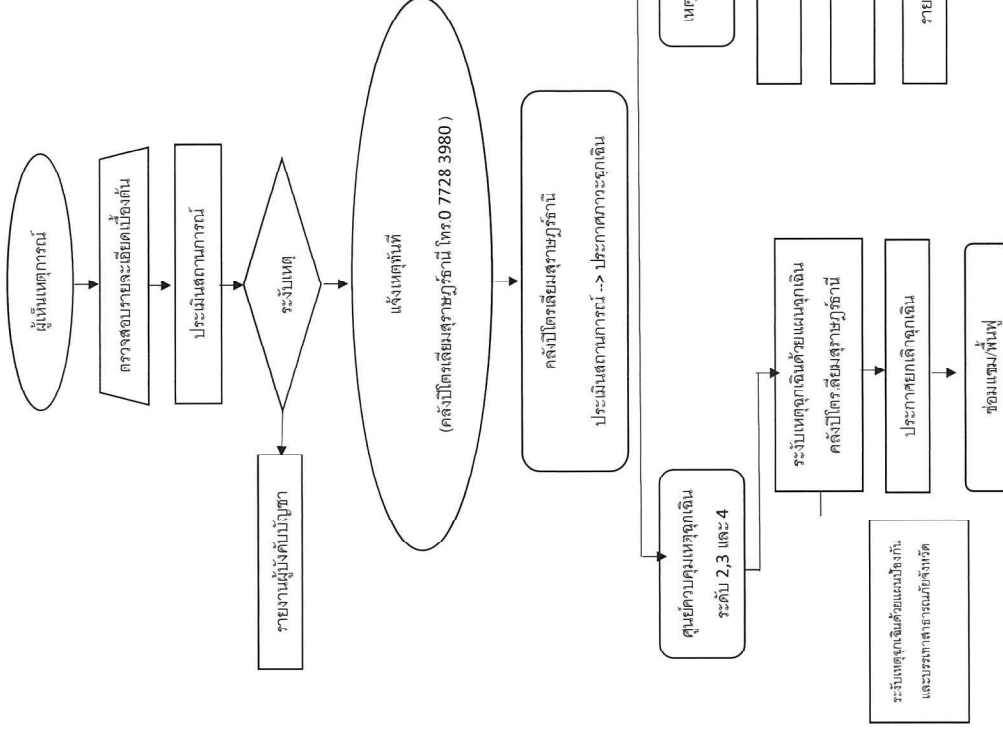 ผู้เห็นเหตุการณ์
ตรวจสอบรายละเอียดเบื้องต้น
ประเมินสถานการณ์
ระงับเหตุ
รายงานผู้บังคับบัญชา
แจ้งเหตุทันที
(คลังปิโตรเลียมสุราษฎร์ธานี โทร.0 7728 3980 )
คลังปิโตรเลียมสุราษฎร์ธานี
ประเมินสถานการณ์ --> ประกาศภาวะฉุกเฉิน
ศูนย์ควบคุมเหตุฉุกเฉิน
ระดับ 2,3 และ 4
เหตุ
ราย
ระงับเหตุฉุกเฉินด้วยแผนฉุกเฉิน
คลังปิโตร.ลียมสุราษฎร์ธานี
ระงับเหตุฉุกเฉินด้วยแผนป้องกัน
และบรรเทาสาธารณภัยจังหวัด
ประกาศยกเลิกฉุกเฉิน
ซ่อมแซม/ฟื้นฟู